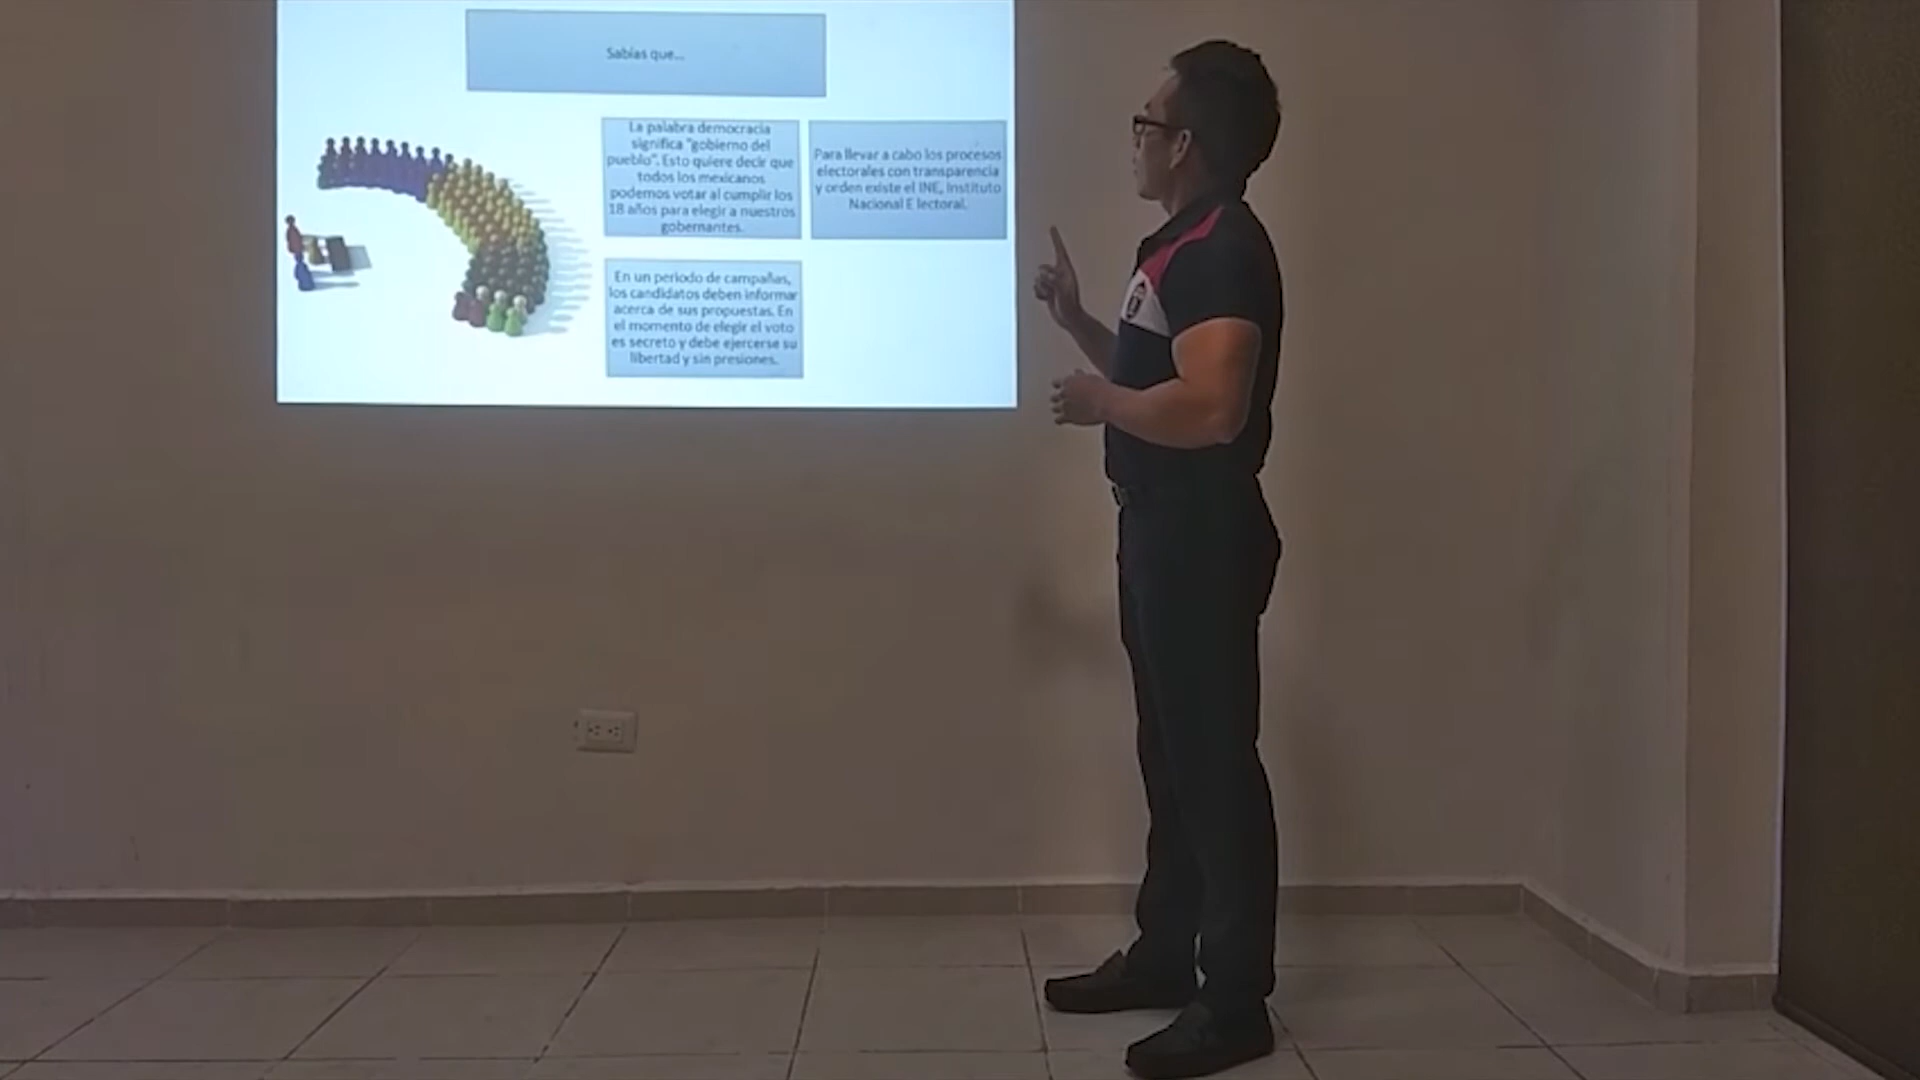 Sabías que...
La palabra democracia
significa "gobierno del
pueblo". Esto quiere decir que
todos los mexicanos
podemos votar al cumplir los
18 años para elegir a nuestros
gobernantes.
Para llevar a cabo los procesos
electorales con transparencia
y orden existe el INE, Instituto
Nacional E lectoral.
En un periodo de campañas,
los candidatos deben informar
acerca de sus propuestas. En
el momento de elegir el voto
es secreto y debe ejercerse su
libertad y sin presiones.